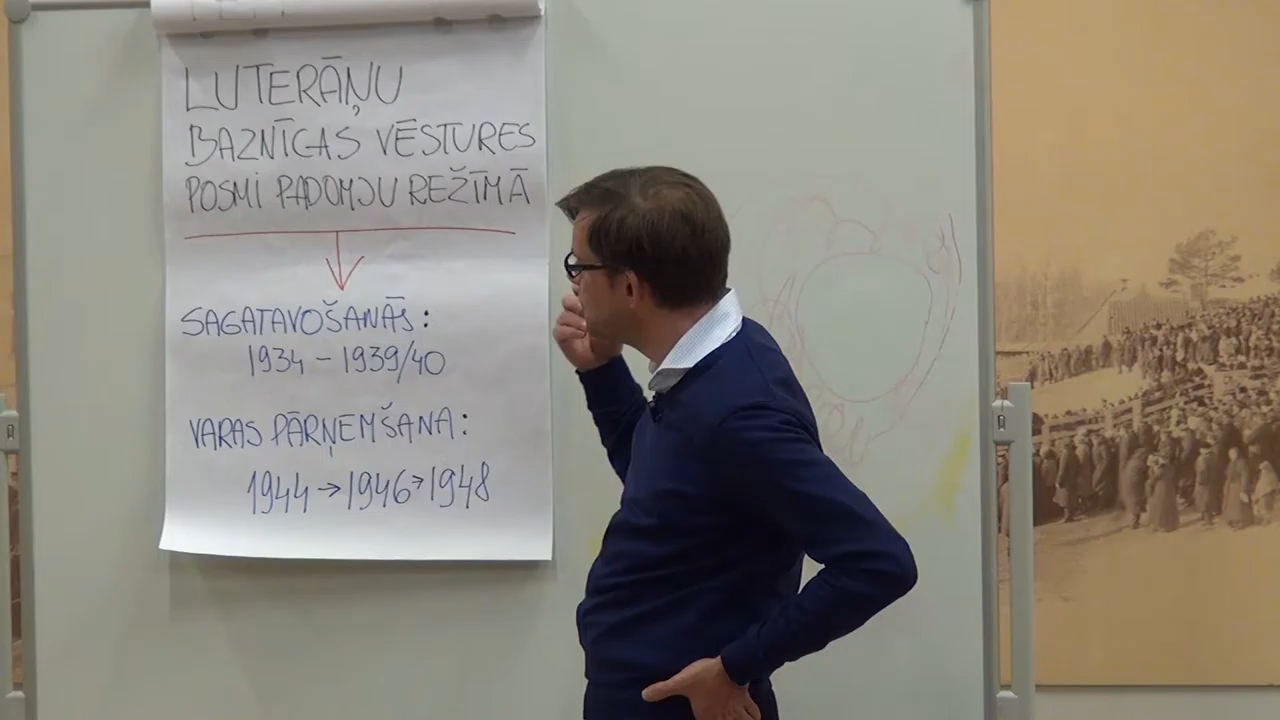 LUTERĀŅU
BAZNĪCAS VĒSTURES
POSMI PADOMJU REŽĪMĀ
SAGATAVOŠANĀS:
1934 – 1939/40
VARAS PĀRŅEMŠANA:
1944 → 1946 → 1948